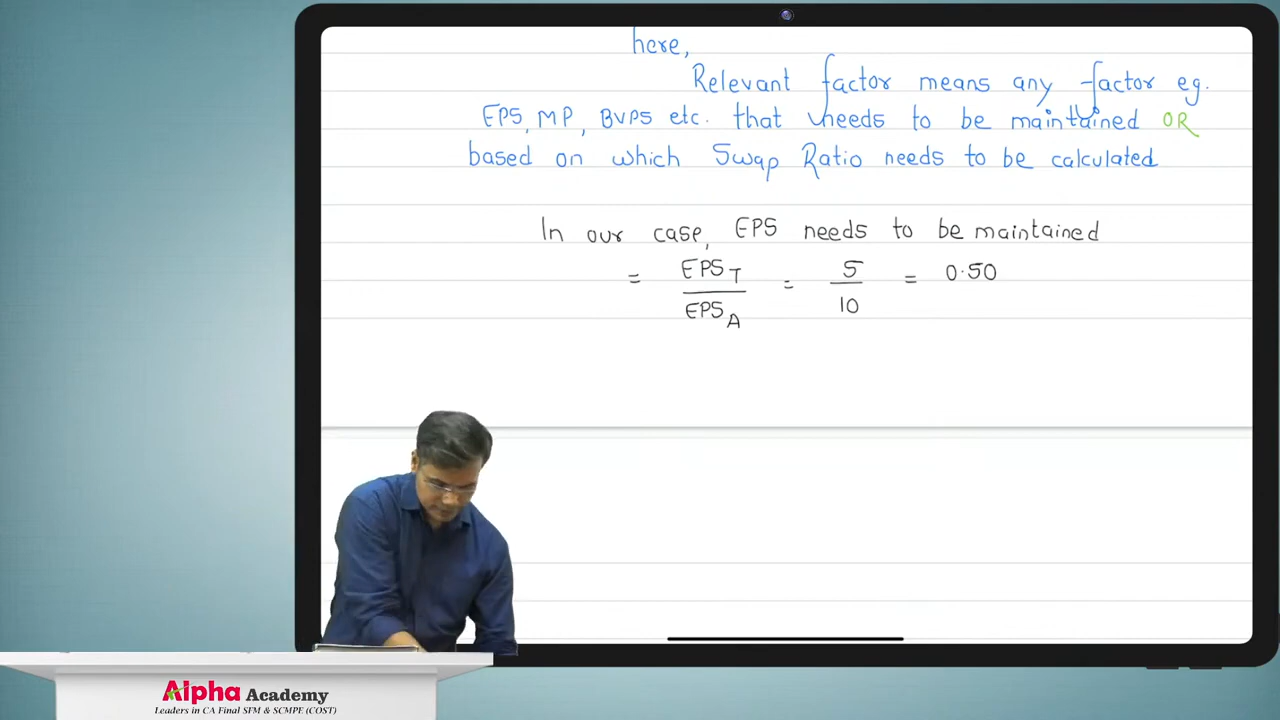 here,
Relevant factor means any factor eg.
EPS, MP, BVPS etc. that needs to be maintained OR
based on which Swap Ratio needs to be calculated
In our case, EPS needs to be maintained
= EPS_T / EPS_A = 5 / 10 = 0.50
Alpha Academy
Leaders in CA Final SFM & SCMPE (COST)